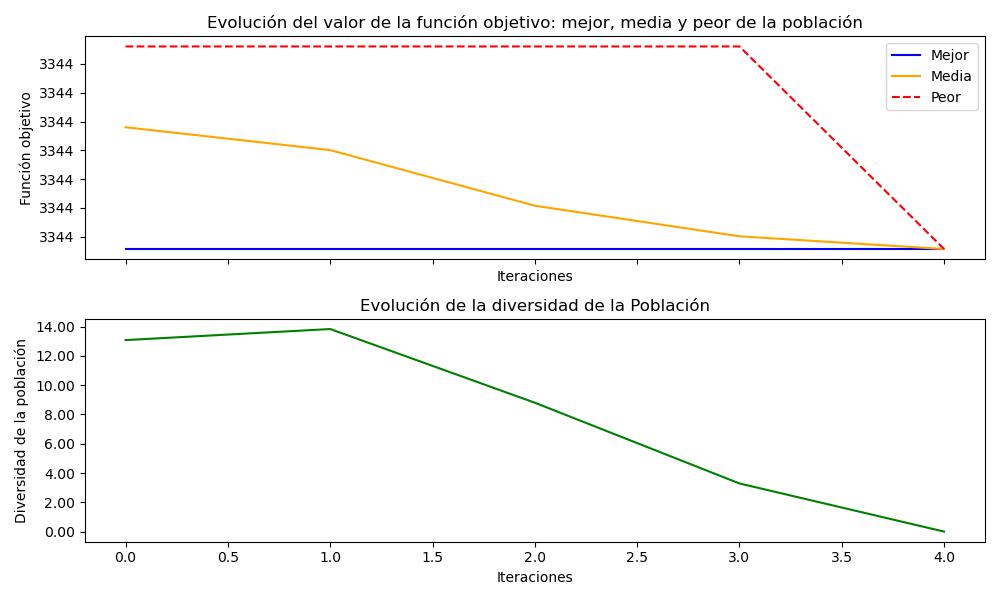 Evolución del valor de la función objetivo: mejor, media y peor de la población
Función objetivo
3344
3344
3344
3344
3344
3344
3344
Mejor
Media
Peor
Iteraciones
Evolución de la diversidad de la Población
Diversidad de la población
14.00
12.00
10.00
8.00
6.00
4.00
2.00
0.00
0.0 0.5 1.0 1.5 2.0 2.5 3.0 3.5 4.0
Iteraciones